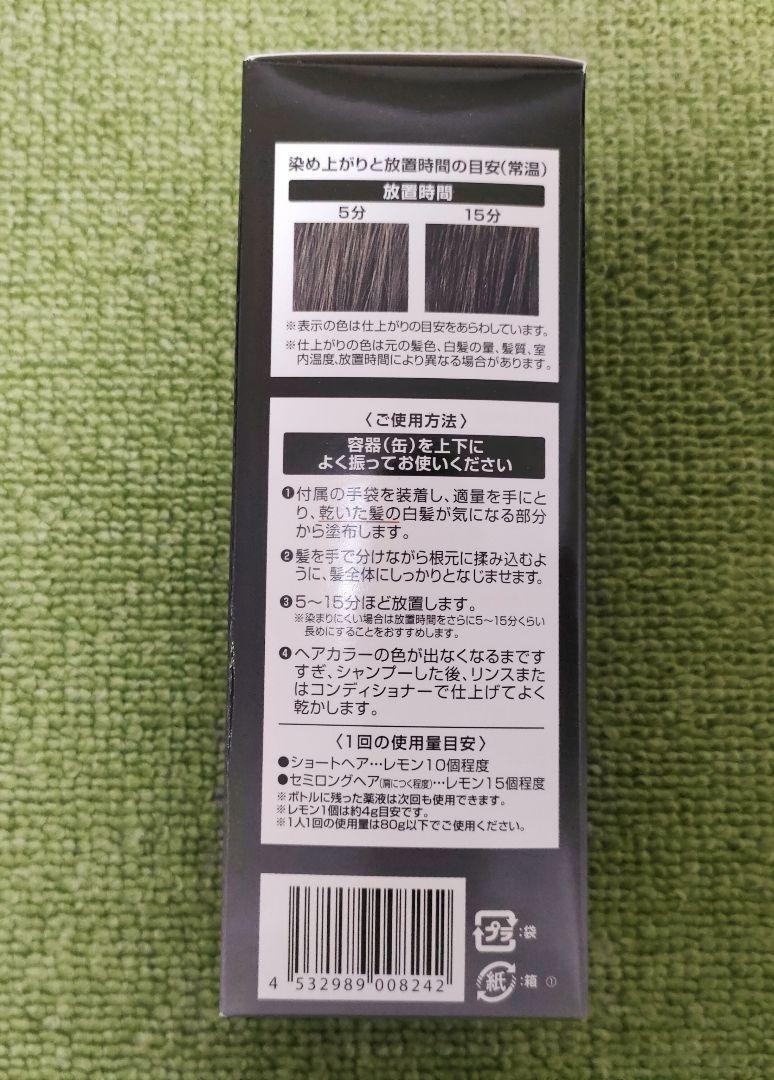 染め上がりと放置時間の目安(常温)
放置時間
5分 15分
※表示の色は仕上がりの目安をあらわしています。
※仕上がりの色は元の髪色、白髪の量、髪質、室
内温度、放置時間により異なる場合があります。
〈ご使用方法〉
容器(缶)を上下に
よく振ってお使いください
❶付属の手袋を装着し、適量を手にと
り、乾いた髪の白髪が気になる部分
から塗布します。
❷髪を手で分けながら根元に揉み込むよ
うに、髪全体にしっかりとなじませます。
❸5〜15分ほど放置します。
※染まりにくい場合は放置時間をさらに5〜15分くらい
長めにすることをおすすめします。
❹ヘアカラーの色が出なくなるまです
すぎ、シャンプーした後、リンスまた
はコンディショナーで仕上げてよく
乾かします。
〈1回の使用量目安〉
●ショートヘア…レモン10個程度
●セミロングヘア(肩につく程度)…レモン15個程度
※ボトルに残った薬液は次回も使用できます。
※レモン1個は約4g目安です。
※1人1回の使用量は80g以下でご使用ください。
プラ :袋
紙 :箱 ①
4 532989 008242